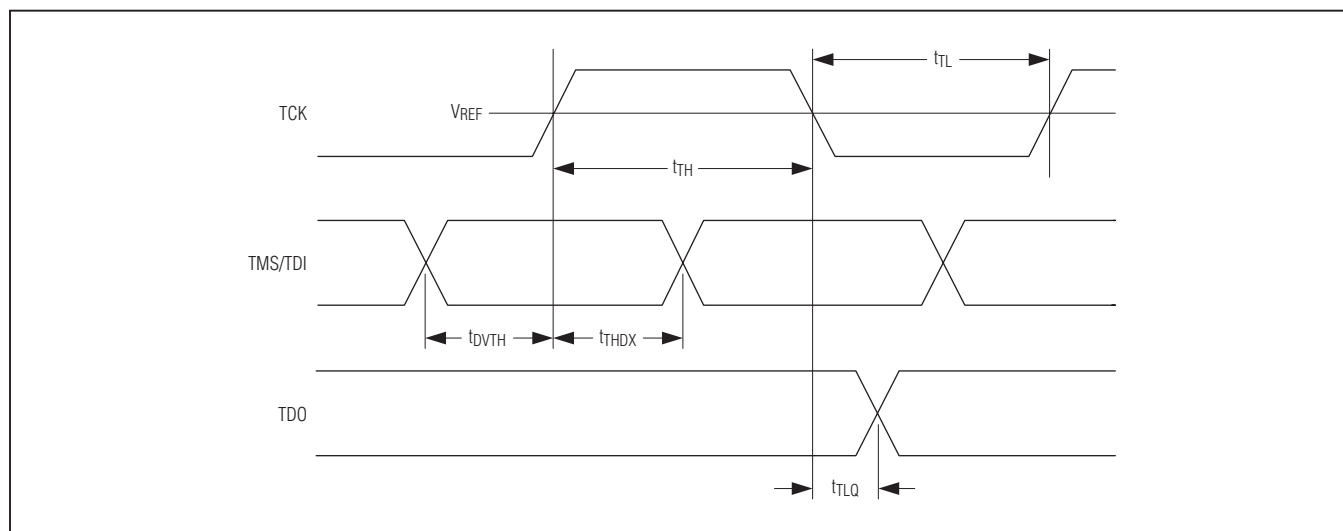 tTL
TCK
VREF
tTH
TMS/TDI
tDVTH
tTHDX
TDO
tTLQ